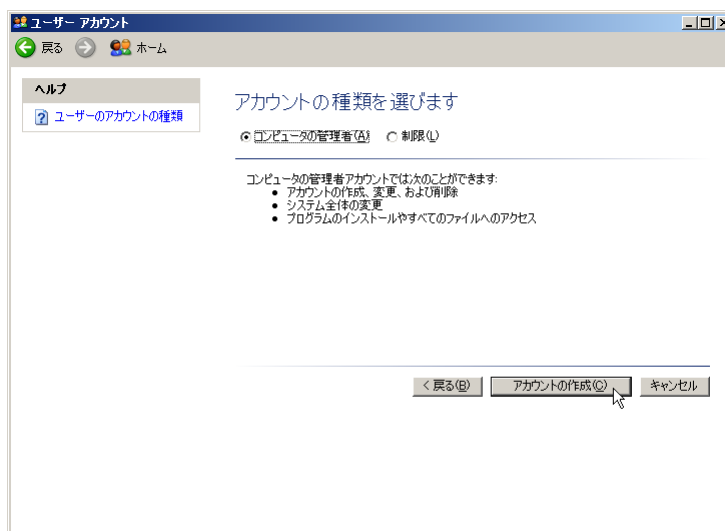 ユーザー アカウント
戻る ホーム
ヘルプ
ユーザーのアカウントの種類
アカウントの種類を選びます
コンピュータの管理者(A) 制限(L)
コンピュータの管理者アカウントでは次のことができます:
• アカウントの作成、変更、および削除
• システム全体の変更
• プログラムのインストールやすべてのファイルへのアクセス
< 戻る(B) アカウントの作成(C) キャンセル